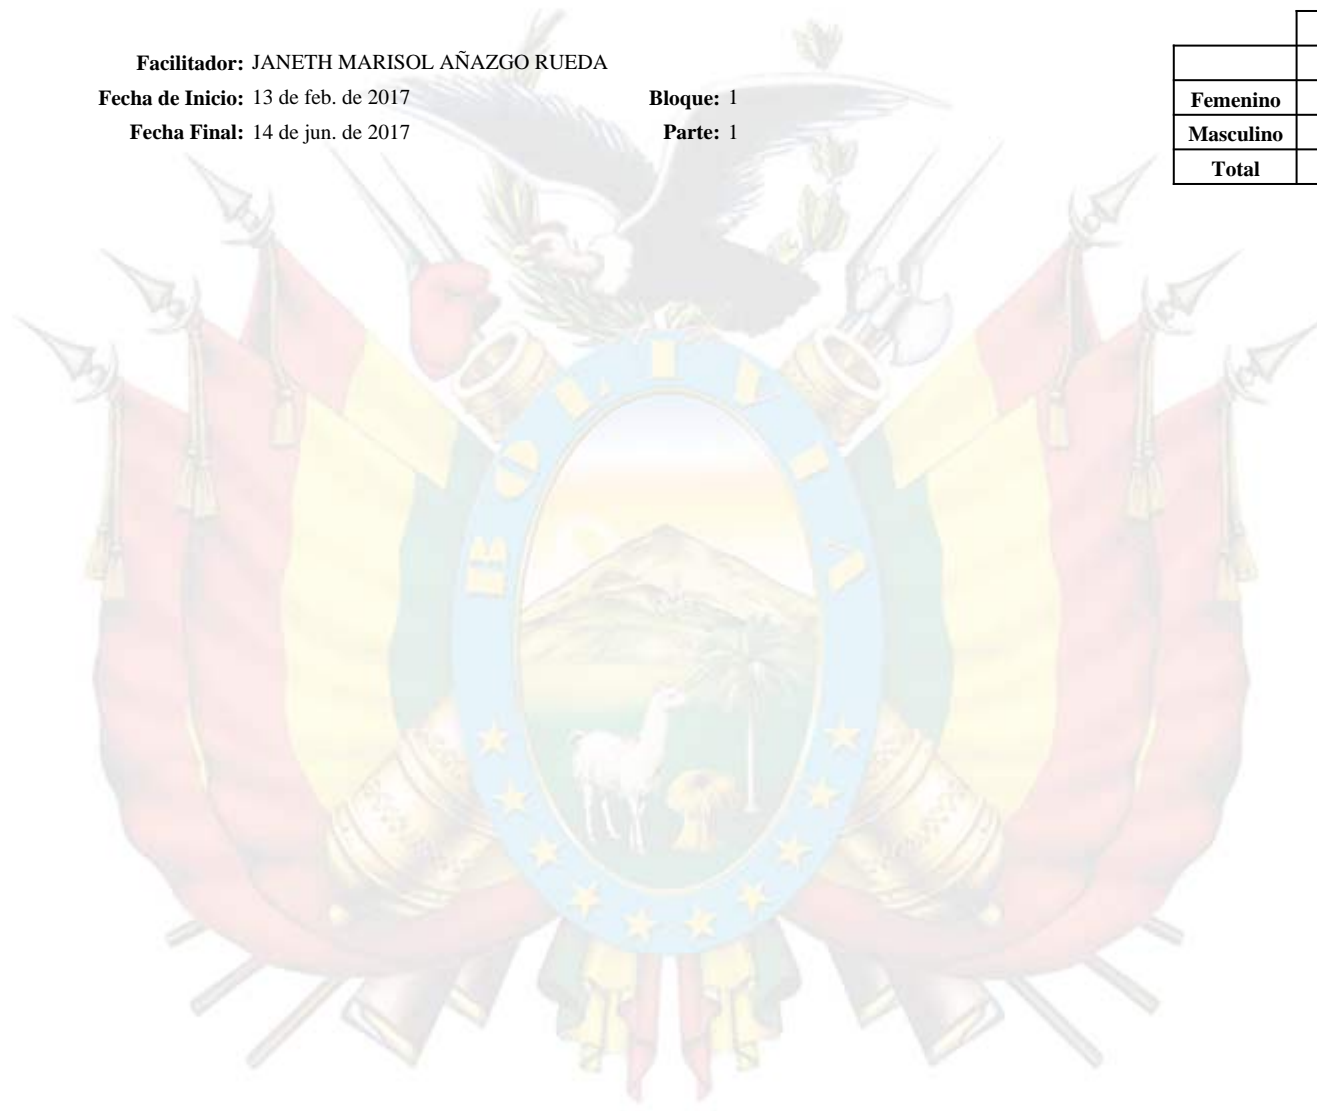 Facilitador: JANETH MARISOL AÑAZGO RUEDA
Fecha de Inicio: 13 de feb. de 2017 Bloque: 1
Fecha Final: 14 de jun. de 2017 Parte: 1
Femenino
Masculino
Total
BOLIVIA